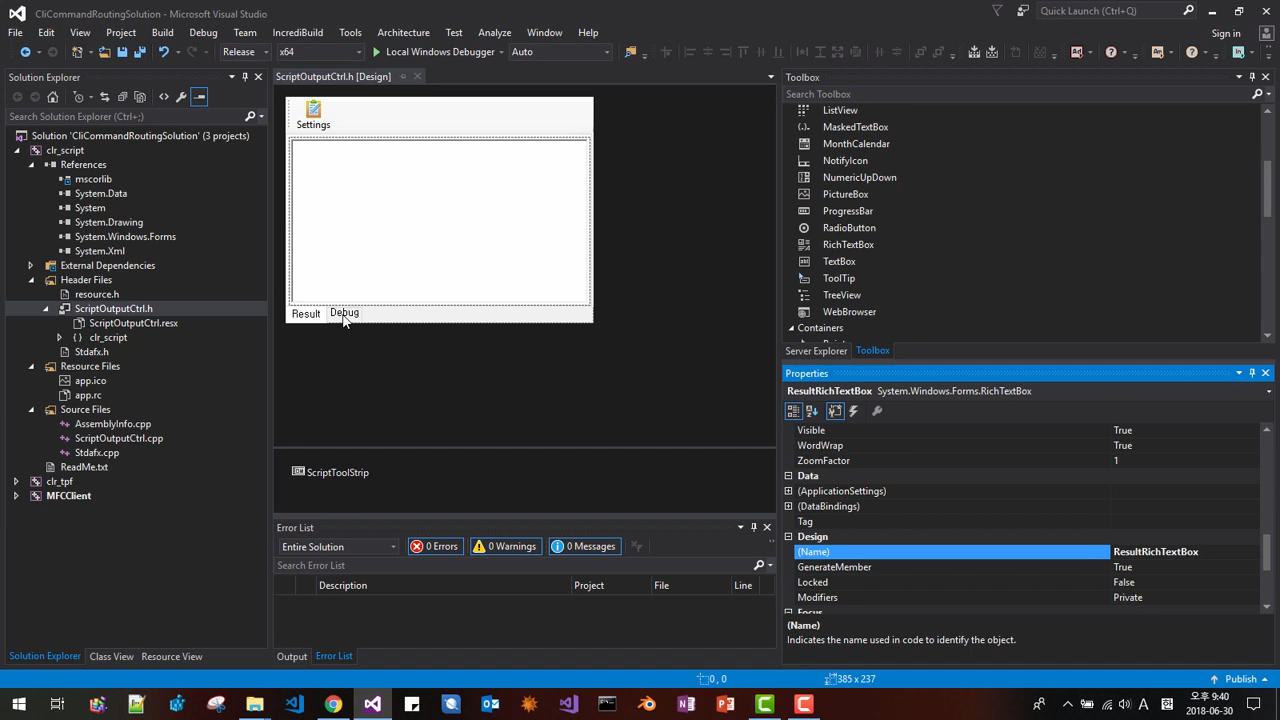 CliCommandRoutingSolution - Microsoft Visual Studio
Quick Launch (Ctrl+Q)
File Edit View Project Build Debug Team IncrediBuild Tools Architecture Test Analyze Window Help
Sign in
Release x64 Local Windows Debugger Auto
Solution Explorer
Search Solution Explorer (Ctrl+;)
Solution 'CliCommandRoutingSolution' (3 projects)
clr_script
References
mscorlib
System.Data
System
System.Drawing
System.Windows.Forms
System.Xml
External Dependencies
Header Files
resource.h
ScriptOutputCtrl.h
ScriptOutputCtrl.resx
{ } clr_script
Stdafx.h
Resource Files
app.ico
app.rc
Source Files
AssemblyInfo.cpp
ScriptOutputCtrl.cpp
Stdafx.cpp
ReadMe.txt
clr_tpf
MFCClient
Solution Explorer Class View Resource View
ScriptOutputCtrl.h [Design]
Settings
Result Debug
ScriptToolStrip
Error List
Entire Solution 0 Errors 0 Warnings 0 Messages
Search Error List
Description Project File Line
Output Error List
Toolbox
Search Toolbox
ListView
MaskedTextBox
MonthCalendar
NotifyIcon
NumericUpDown
PictureBox
ProgressBar
RadioButton
RichTextBox
TextBox
ToolTip
TreeView
WebBrowser
Containers
Server Explorer Toolbox
Properties
ResultRichTextBox System.Windows.Forms.RichTextBox
Visible True
WordWrap True
ZoomFactor 1
Data
(ApplicationSettings)
(DataBindings)
Tag
Design
(Name) ResultRichTextBox
GenerateMember True
Locked False
Modifiers Private
Focus
(Name)
Indicates the name used in code to identify the object.
0, 0
385 x 237
Publish
A
오후 9:40
2018-06-30